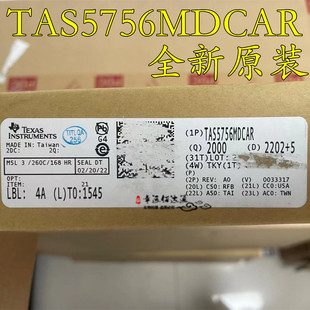 TAS5756MDCAR
全新原装
TEXAS
INSTRUMENTS
MADE IN: Taiwan
2DC: 2Q:
G4
MSL 3 /260C/168 HR
SEAL DT
02/20/22
OPT:
ITEM:
21
LBL: 4A (L)TO:1545
(1P) TAS5756MDCAR
(Q) 2000 (D) 2202+5
(31T)LOT:
(4W) TKY(1T)
(P)
(2P) REV: A0 (V) 0033317
(20L) CSO: RFB (21L) CCO:USA
(22L) ASO: TAI (23L) ACO: TWN